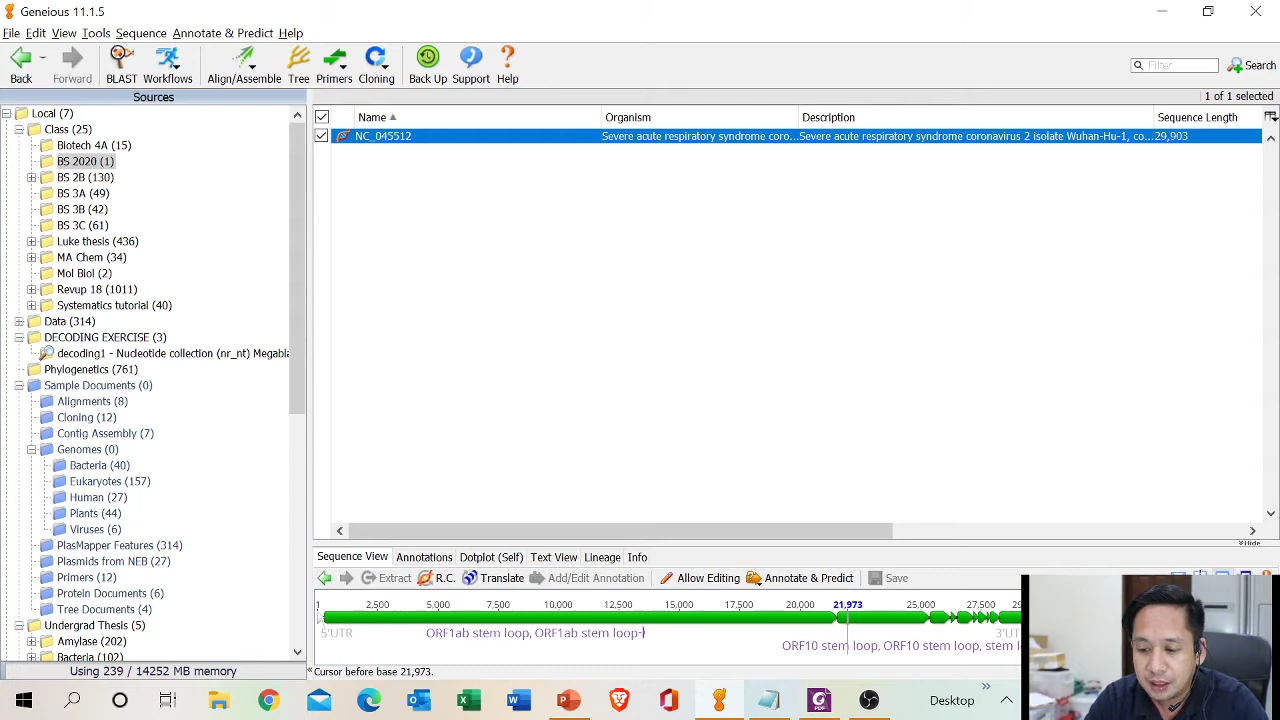 Geneious 11.1.5
File Edit View Tools Sequence Annotate & Predict Help
Back Forward BLAST Workflows Align/Assemble Tree Primers Cloning Back Up Support Help Filter Search
Sources 1 of 1 selected
Local (7)
Class (25)
Biotech 4A (15)
BS 2020 (1)
BS 2B (130)
BS 3A (49)
BS 3B (42)
BS 3C (61)
Luke thesis (436)
MA Chem (34)
Mol Biol (2)
Revup 18 (1011)
Systematics tutorial (40)
Data (314)
DECODING EXERCISE (3)
decoding1 - Nucleotide collection (nr_nt) Megabla
Phylogenetics (761)
Sample Documents (0)
Alignments (8)
Cloning (12)
Contig Assembly (7)
Genomes (0)
Bacteria (40)
Eukaryotes (157)
Human (27)
Plants (44)
Viruses (6)
PlasMapper Features (314)
Plasmids from NEB (27)
Primers (12)
Protein Documents (6)
Tree Documents (4)
Undergrad Thesis (5)
Amylase (202)
Bacteria (102)
Using 239 / 14252 MB memory
Name Organism Description Sequence Length
NC_045512 Severe acute respiratory syndrome coro... Severe acute respiratory syndrome coronavirus 2 isolate Wuhan-Hu-1, co... 29,903
Hide
Sequence View Annotations Dotplot (Self) Text View Lineage Info
Extract R.C. Translate Add/Edit Annotation Allow Editing Annotate & Predict Save
1 2,500 5,000 7,500 10,000 12,500 15,000 17,500 20,000 21,973 25,000 27,500 29
5'UTR ORF1ab stem loop, ORF1ab stem loop 3'UT
ORF10 stem loop, ORF10 stem loop, stem l
Cursor before base 21,973.
Desktop